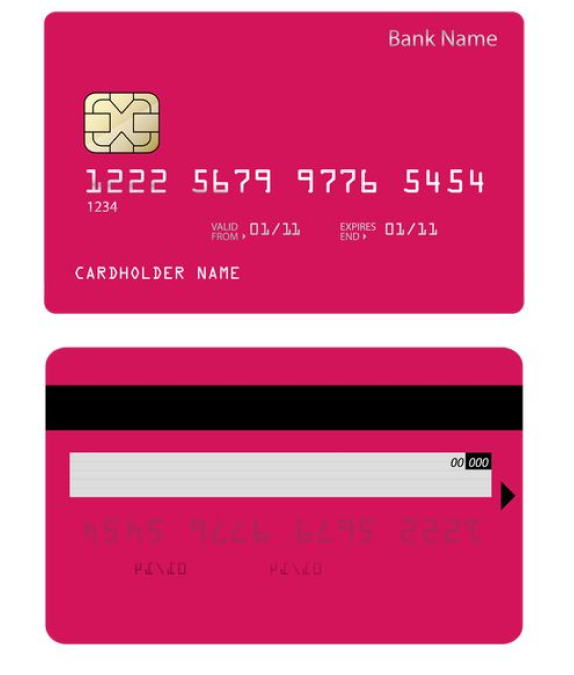 Bank Name
1222 5679 9776 5454
1234
VALID FROM 01/11 EXPIRES END 01/11
CARDHOLDER NAME
00 000